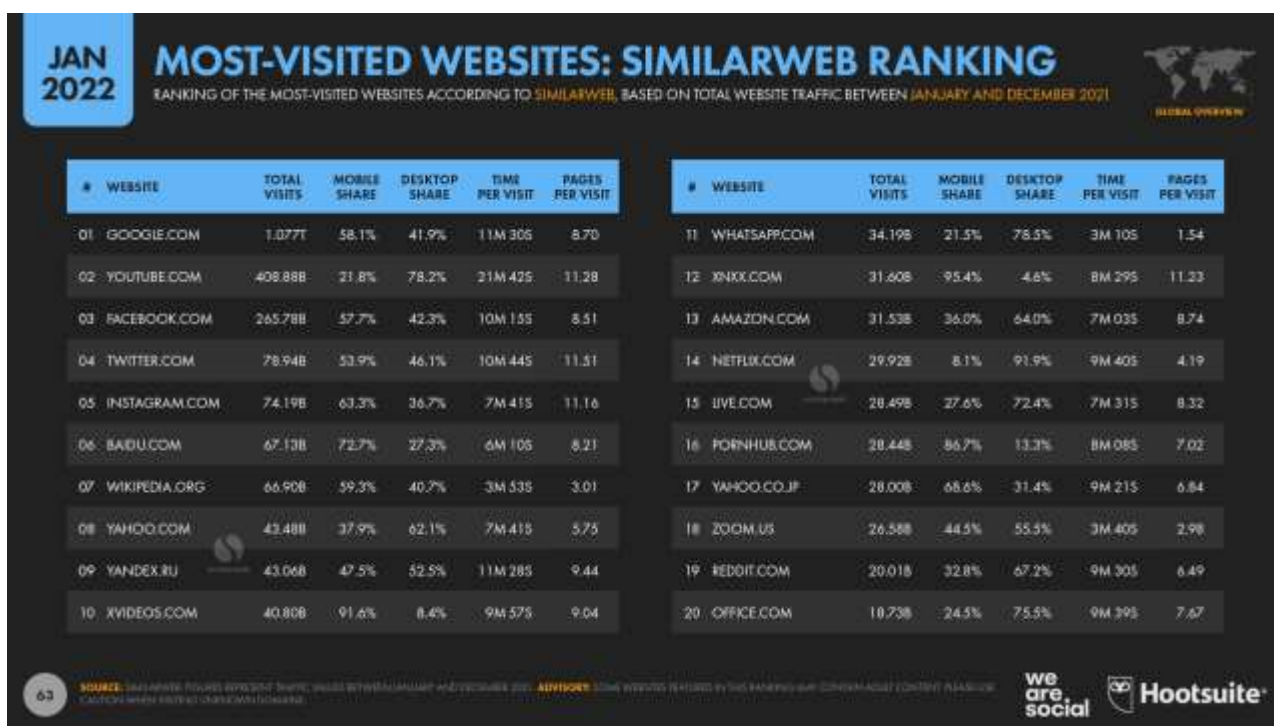 JAN
2022
MOST-VISITED WEBSITES: SIMILARWEB RANKING
RANKING OF THE MOST-VISITED WEBSITES ACCORDING TO SIMILARWEB, BASED ON TOTAL WEBSITE TRAFFIC BETWEEN JANUARY AND DECEMBER 2021
GLOBAL OVERVIEW
# WEBSITE TOTAL VISITS MOBILE SHARE DESKTOP SHARE TIME PER VISIT PAGES PER VISIT
01 GOOGLE.COM 1.077T 58.1% 41.9% 11M 30S 8.70
02 YOUTUBE.COM 408.88B 21.8% 78.2% 21M 42S 11.28
03 FACEBOOK.COM 265.78B 57.7% 42.3% 10M 15S 8.51
04 TWITTER.COM 78.94B 53.9% 46.1% 10M 44S 11.51
05 INSTAGRAM.COM 74.19B 63.3% 36.7% 7M 41S 11.16
06 BAIDU.COM 67.13B 72.7% 27.3% 6M 10S 8.21
07 WIKIPEDIA.ORG 66.90B 59.3% 40.7% 3M 53S 3.01
08 YAHOO.COM 43.48B 37.9% 62.1% 7M 41S 5.75
09 YANDEX.RU 43.06B 47.5% 52.5% 11M 28S 9.44
10 XVIDEOS.COM 40.80B 91.6% 8.4% 9M 57S 9.04
# WEBSITE TOTAL VISITS MOBILE SHARE DESKTOP SHARE TIME PER VISIT PAGES PER VISIT
11 WHATSAPP.COM 34.19B 21.5% 78.5% 3M 10S 1.54
12 XNXX.COM 31.60B 95.4% 4.6% 8M 29S 11.23
13 AMAZON.COM 31.53B 36.0% 64.0% 7M 03S 8.74
14 NETFLIX.COM 29.92B 8.1% 91.9% 9M 40S 4.19
15 LIVE.COM 28.49B 27.6% 72.4% 7M 31S 8.32
16 PORNHUB.COM 28.44B 86.7% 13.3% 8M 08S 7.02
17 YAHOO.CO.JP 28.00B 68.6% 31.4% 9M 21S 6.84
18 ZOOM.US 26.58B 44.5% 55.5% 3M 40S 2.98
19 REDDIT.COM 20.01B 32.8% 67.2% 9M 30S 6.49
20 OFFICE.COM 18.73B 24.5% 75.5% 9M 39S 7.67
63
SOURCE: SIMILARWEB. ADVISORY:
we
are.
social
Hootsuite